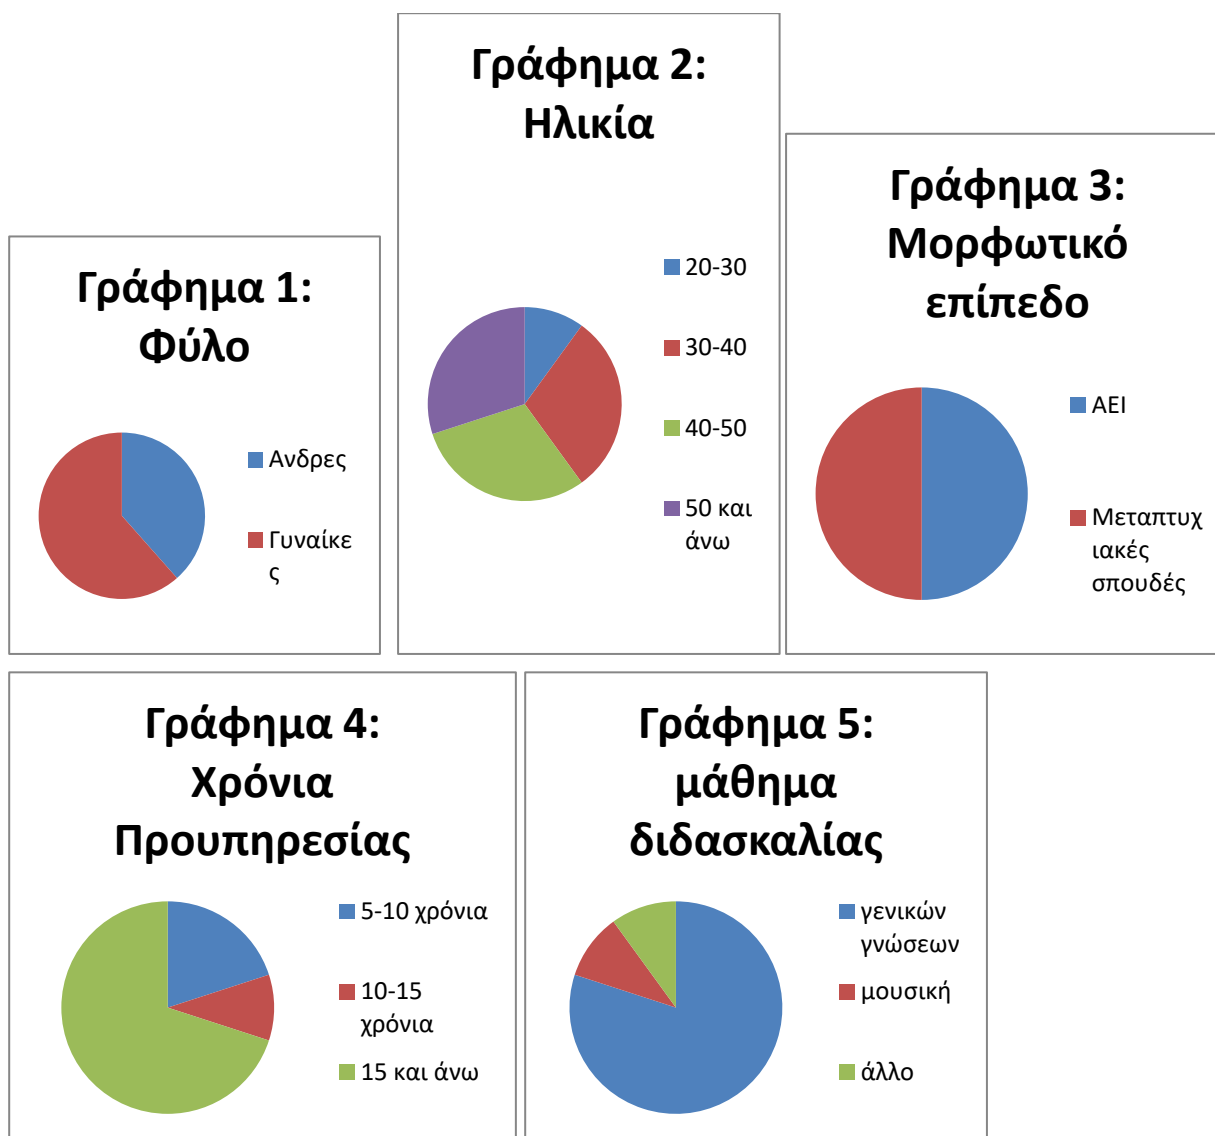 Γράφημα 1:
Φύλο
Ανδρες
Γυναίκε
ς
Γράφημα 2:
Ηλικία
20-30
30-40
40-50
50 και
άνω
Γράφημα 3:
Μορφωτικό
επίπεδο
ΑΕΙ
Μεταπτυχ
ιακές
σπουδές
Γράφημα 4:
Χρόνια
Προυπηρεσίας
5-10 χρόνια
10-15
χρόνια
15 και άνω
Γράφημα 5:
μάθημα
διδασκαλίας
γενικών
γνώσεων
μουσική
άλλο